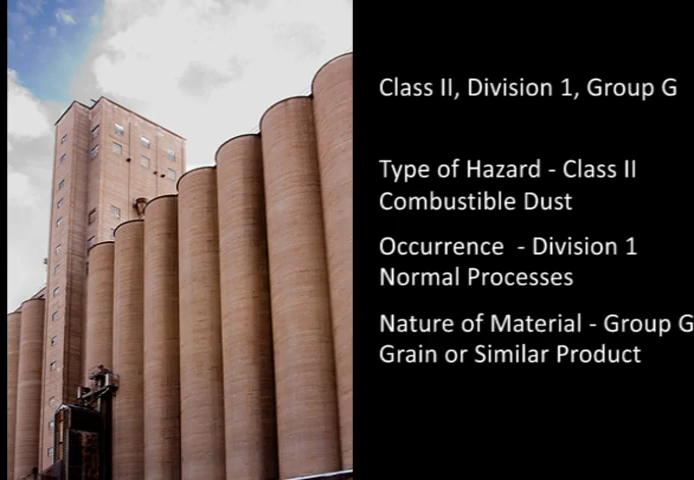 Class II, Division 1, Group G
Type of Hazard - Class II
Combustible Dust
Occurrence - Division 1
Normal Processes
Nature of Material - Group G
Grain or Similar Product